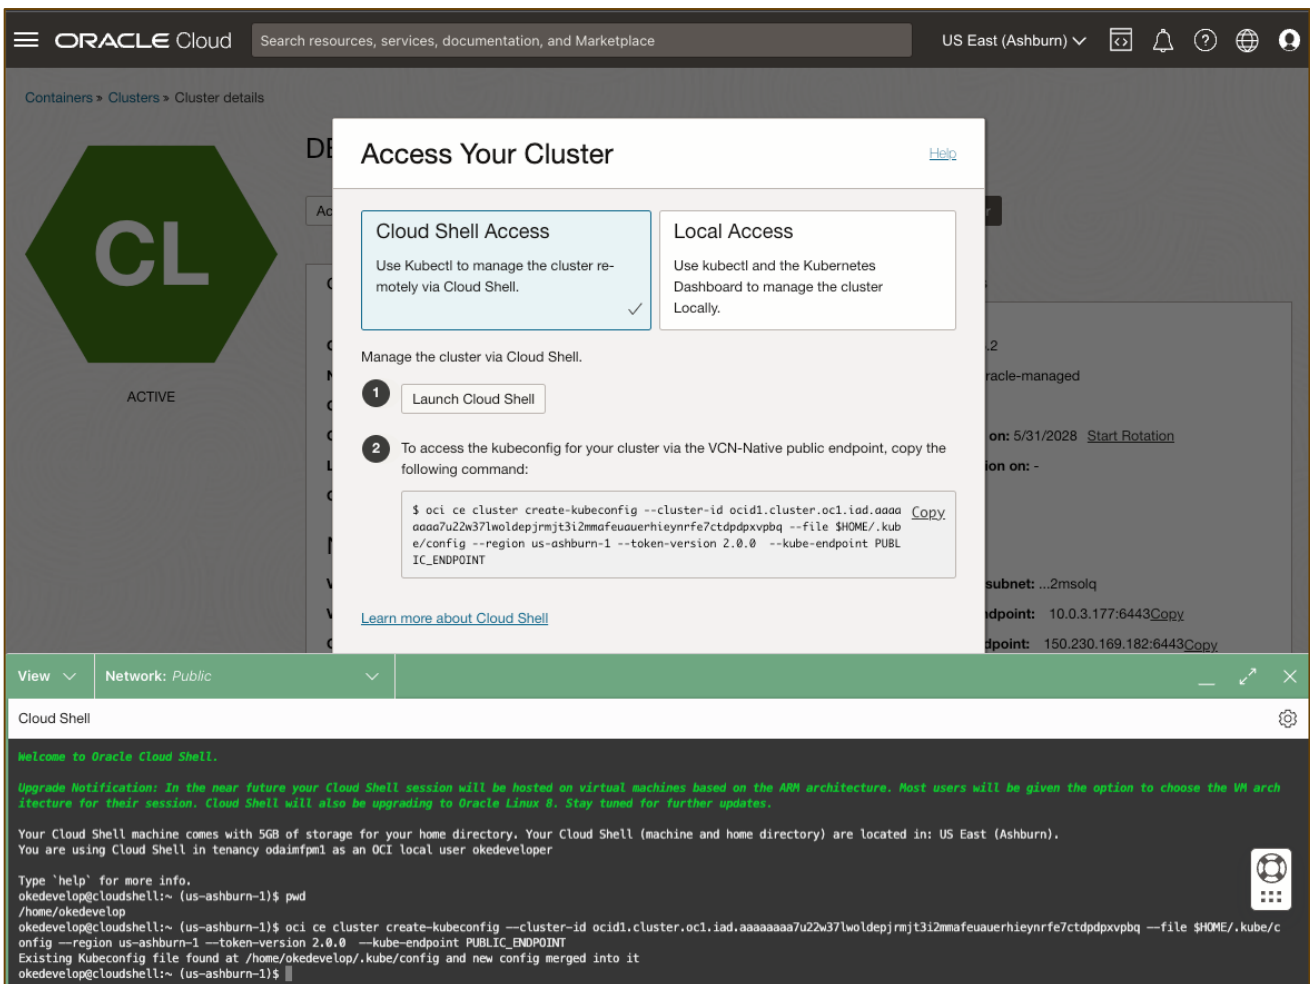 ORACLE Cloud
Search resources, services, documentation, and Marketplace
US East (Ashburn)
Containers » Clusters » Cluster details
DE
CL
ACTIVE
Ac
Access Your Cluster
Help
Cloud Shell Access
Use Kubectl to manage the cluster re-
motely via Cloud Shell.
Local Access
Use kubectl and the Kubernetes
Dashboard to manage the cluster
Locally.
Manage the cluster via Cloud Shell.
1
Launch Cloud Shell
2
To access the kubeconfig for your cluster via the VCN-Native public endpoint, copy the
following command:
$ oci ce cluster create-kubeconfig --cluster-id ocid1.cluster.oc1.iad.aaaa
aaaa7u22w37lwoldepjrmjt3i2mmafeuauerhieynrfe7ctdpdpxvpbq --file $HOME/.kub
e/config --region us-ashburn-1 --token-version 2.0.0  --kube-endpoint PUBL
IC_ENDPOINT
Copy
Learn more about Cloud Shell
.2
racle-managed
on: 5/31/2028 Start Rotation
ion on: -
subnet: ...2msolq
dpoint: 10.0.3.177:6443 Copy
dpoint: 150.230.169.182:6443 Copy
View
Network: Public
Cloud Shell
Welcome to Oracle Cloud Shell.
Upgrade Notification: In the near future your Cloud Shell session will be hosted on virtual machines based on the ARM architecture. Most users will be given the option to choose the VM arch
itecture for their session. Cloud Shell will also be upgrading to Oracle Linux 8. Stay tuned for further updates.
Your Cloud Shell machine comes with 5GB of storage for your home directory. Your Cloud Shell (machine and home directory) are located in: US East (Ashburn).
You are using Cloud Shell in tenancy odaimfpm1 as an OCI local user okedeveloper
Type `help` for more info.
okedevelop@cloudshell:~ (us-ashburn-1)$ pwd
/home/okedevelop
okedevelop@cloudshell:~ (us-ashburn-1)$ oci ce cluster create-kubeconfig --cluster-id ocid1.cluster.oc1.iad.aaaaaaaa7u22w37lwoldepjrmjt3i2mmafeuauerhieynrfe7ctdpdpxvpbq --file $HOME/.kube/c
onfig --region us-ashburn-1 --token-version 2.0.0  --kube-endpoint PUBLIC_ENDPOINT
Existing Kubeconfig file found at /home/okedevelop/.kube/config and new config merged into it
okedevelop@cloudshell:~ (us-ashburn-1)$